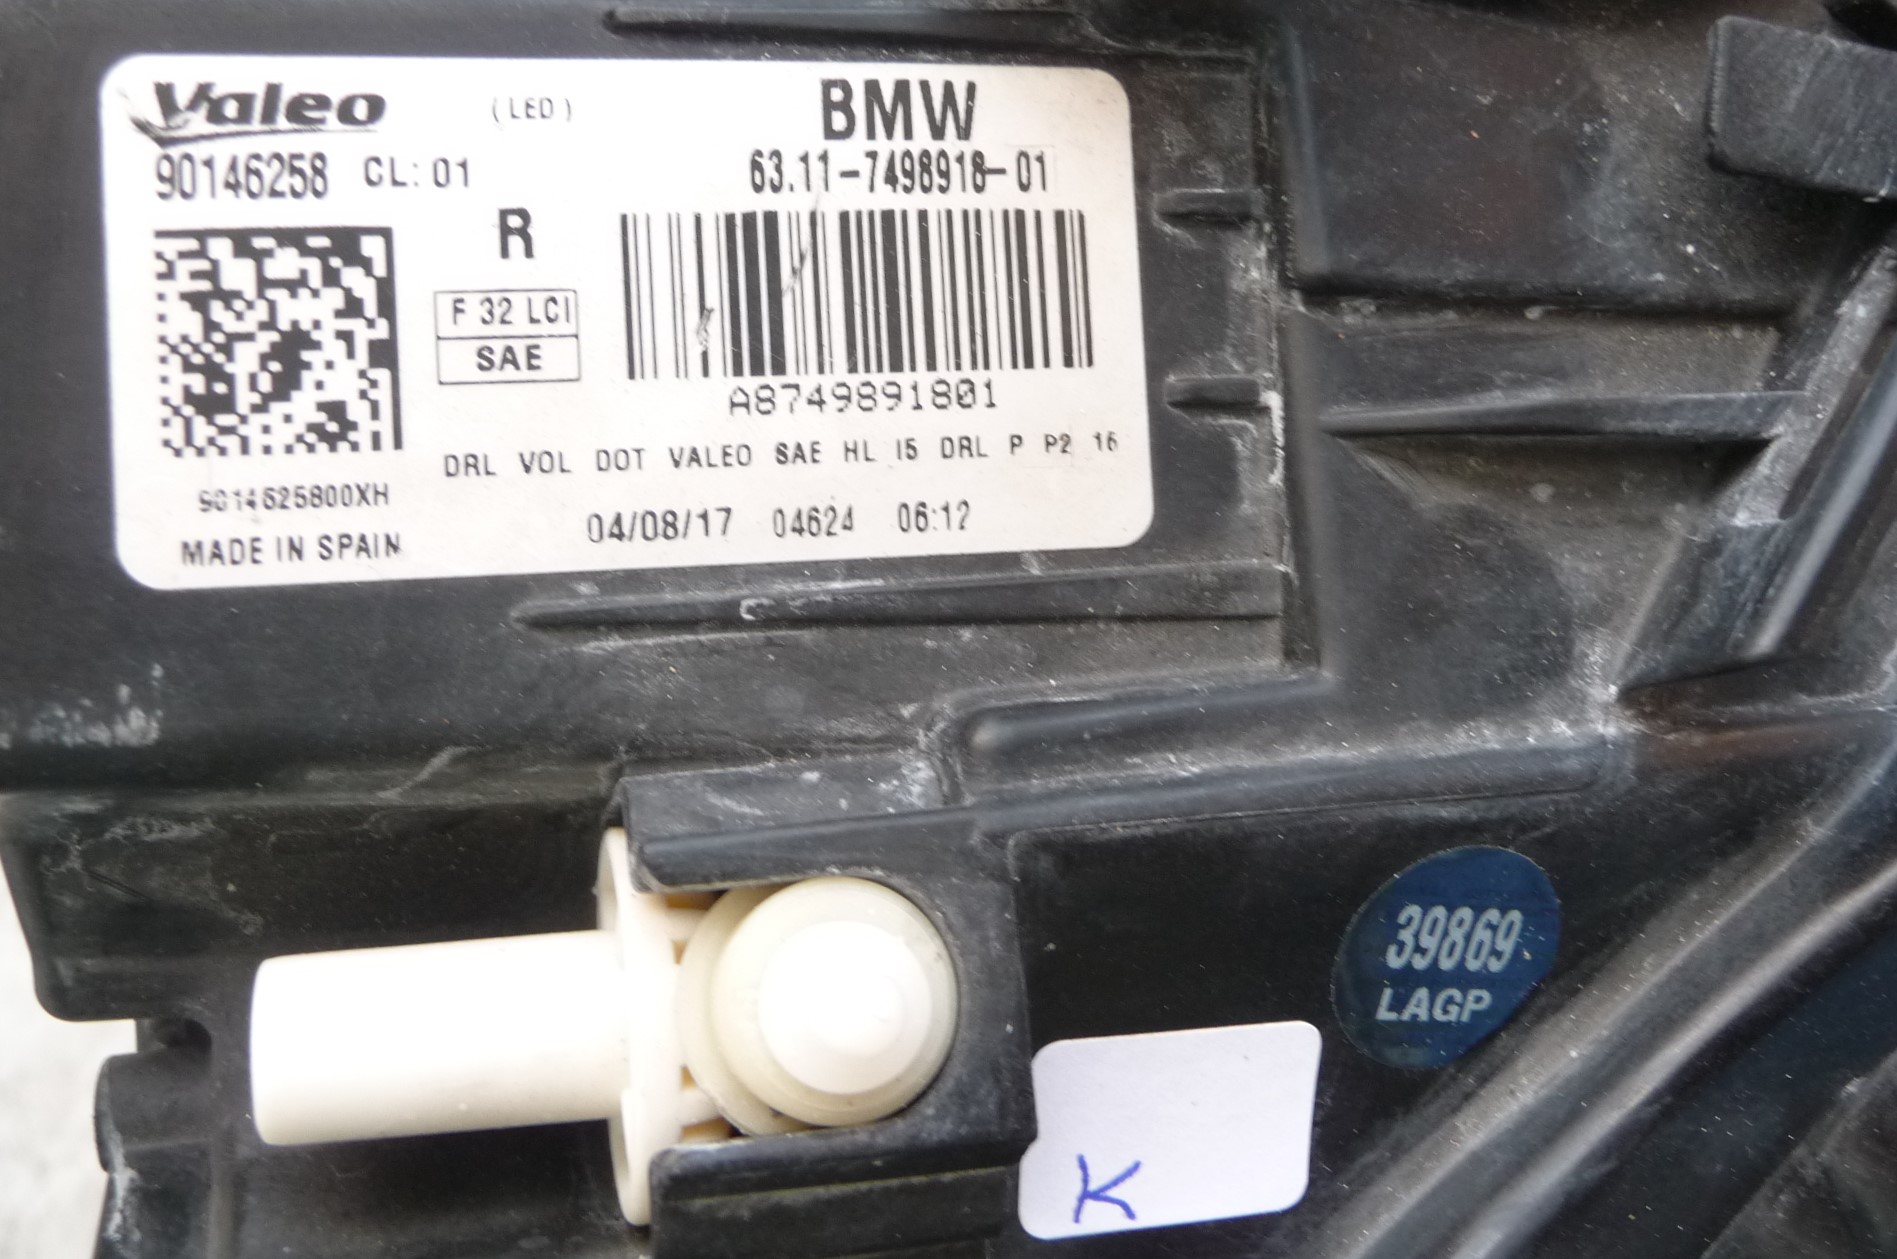 Valeo (LED) BMW
90146258 CL: 01 63.11-7498918-01
R
F 32 LCI
SAE
A8749891801
DRL VOL DOT VALEO SAE HL I5 DRL P P2 16
9014625800XH
04/08/17 04624 06:12
MADE IN SPAIN
39869
LAGP
K